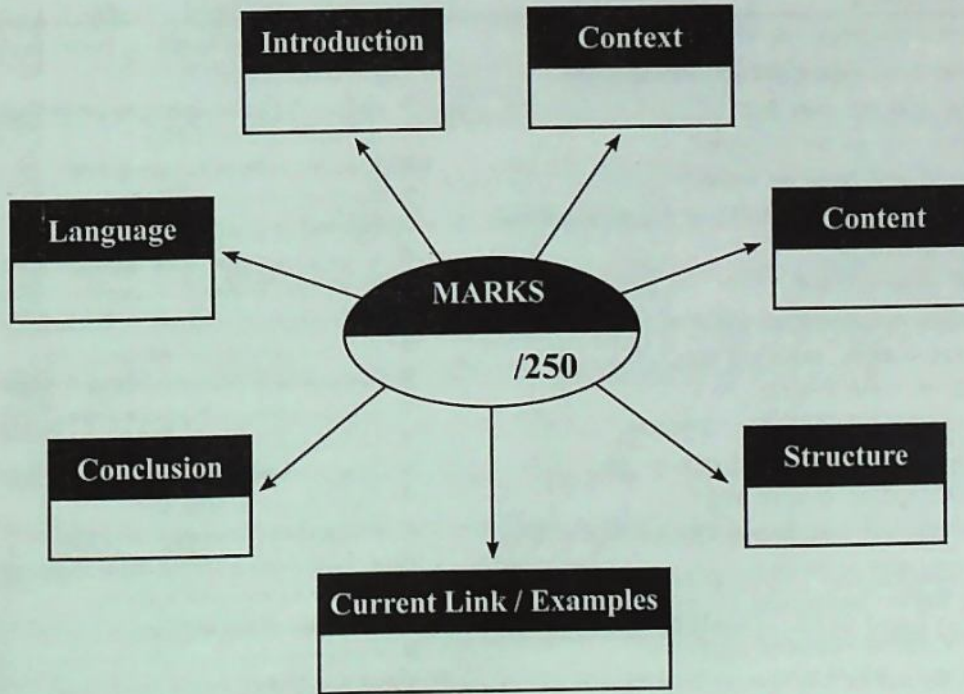 Introduction
Context
Language
Content
MARKS
/250
Conclusion
Structure
Current Link / Examples